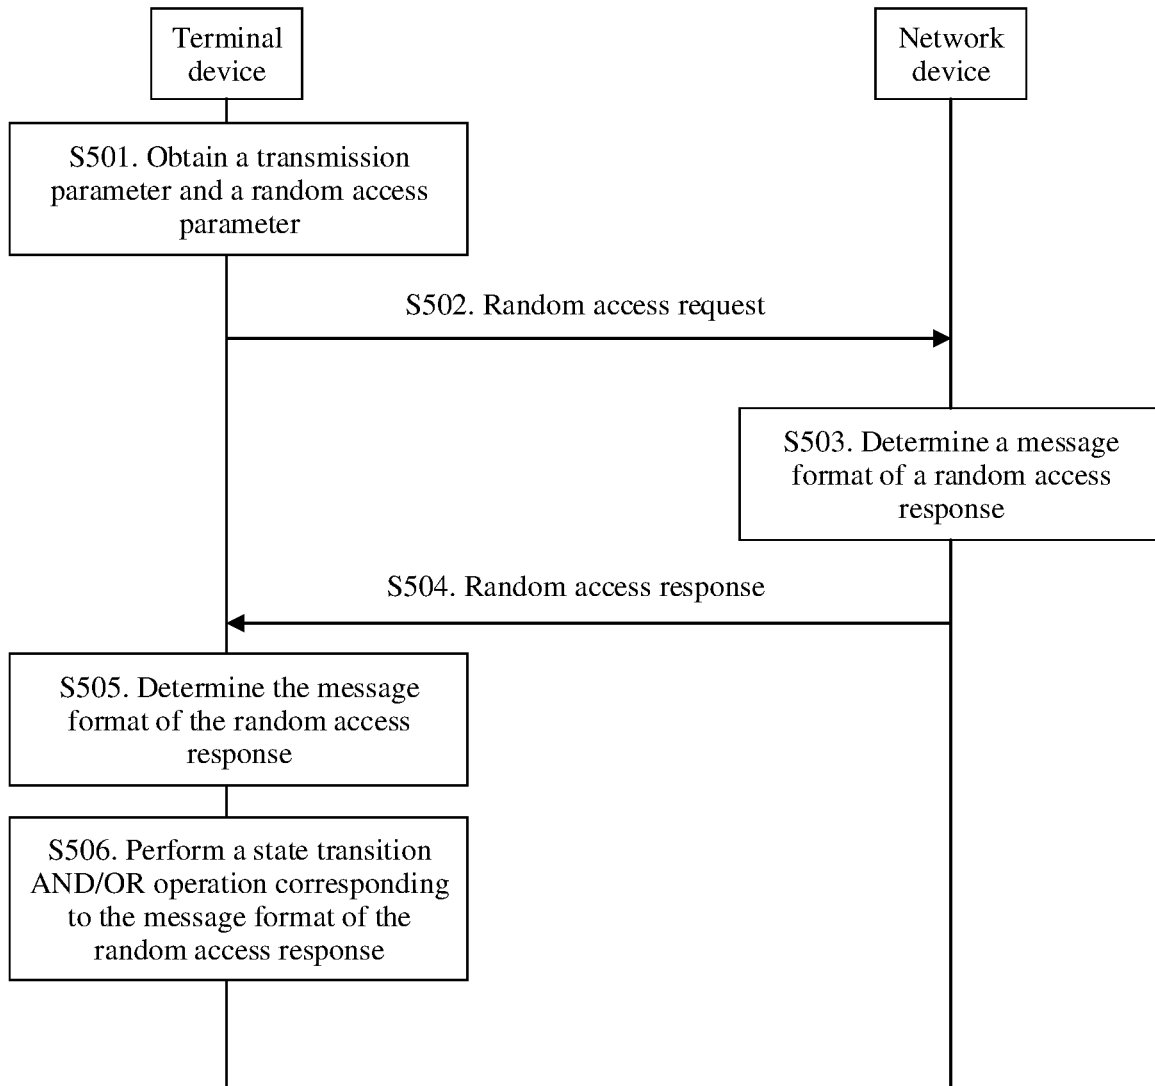 Terminal
device
Network
device
S501. Obtain a transmission
parameter and a random access
parameter
S502. Random access request
S503. Determine a message
format of a random access
response
S504. Random access response
S505. Determine the message
format of the random access
response
S506. Perform a state transition
AND/OR operation corresponding
to the message format of the
random access response